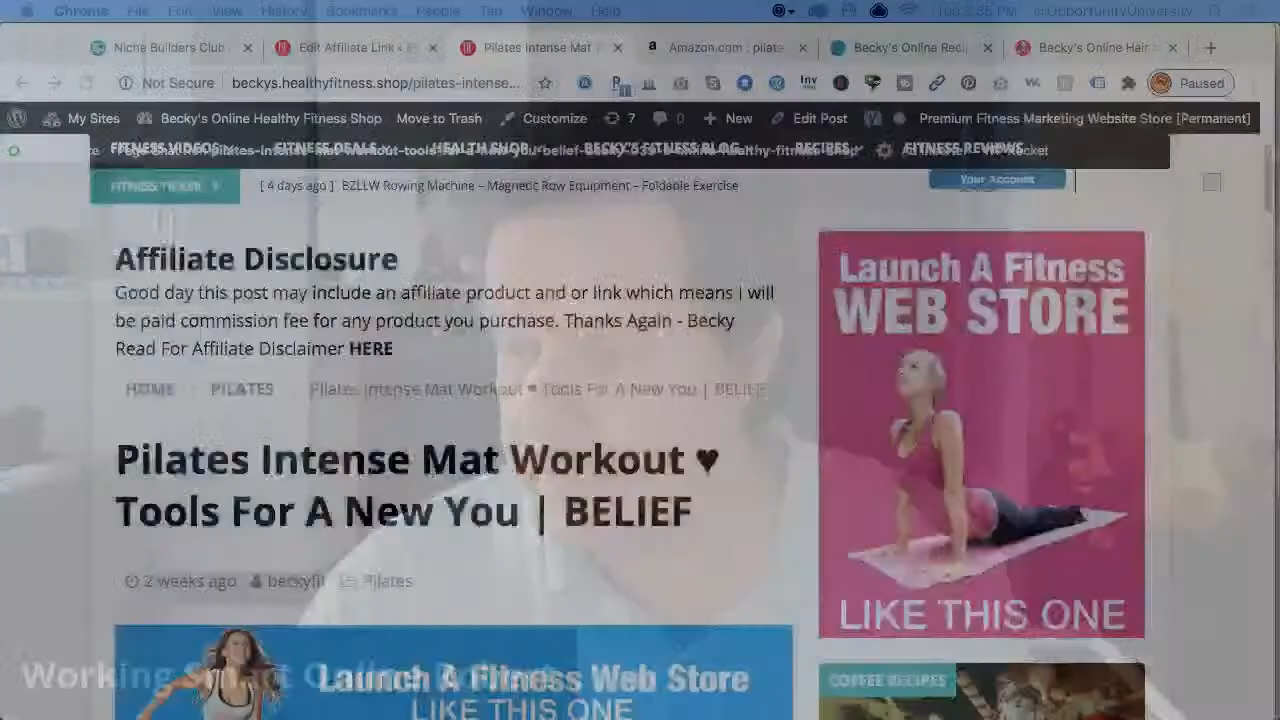 Chrome File Edit View History Bookmarks People Tab Window Help
Niche Builders Club
Edit Affiliate Link
Pilates Intense Mat
Amazon.com : pilate
Becky's Online Reci
Becky's Online Hair
Not Secure beckys.healthyfitness.shop/pilates-intense...
Paused
My Sites Becky's Online Healthy Fitness Shop Move to Trash Customize 7 0 New Edit Post Premium Fitness Marketing Website Store [Permanent]
FITNESS VIDEOS FITNESS DEALS HEALTH SHOP BECKY'S FITNESS BLOG RECIPES FITNESS REVIEWS
FITNESS TICKER
BZLLW Rowing Machine – Magnetic Row Equipment – Foldable Exercise
Your Account
Affiliate Disclosure
Good day this post may include an affiliate product and or link which means I will
be paid commission fee for any product you purchase. Thanks Again - Becky
Read For Affiliate Disclaimer HERE
HOME PILATES Pilates Intense Mat Workout ♥ Tools For A New You | BELIEF
Pilates Intense Mat Workout ♥
Tools For A New You | BELIEF
2 weeks ago beckyfit Pilates
Launch A Fitness
WEB STORE
LIKE THIS ONE
Launch A Fitness Web Store
LIKE THIS ONE
COFFEE RECIPES
Working Smart Online